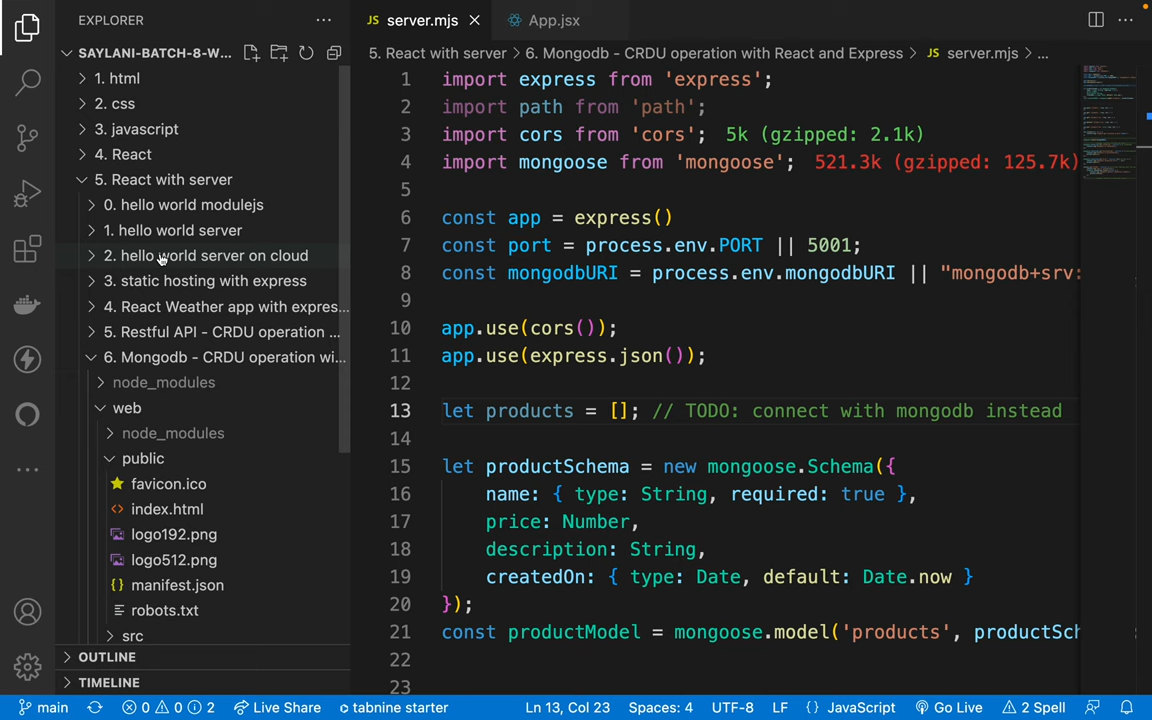 EXPLORER
SAYLANI-BATCH-8-W...
1. html
2. css
3. javascript
4. React
5. React with server
0. hello world modulejs
1. hello world server
2. hello world server on cloud
3. static hosting with express
4. React Weather app with expres...
5. Restful API - CRDU operation ...
6. Mongodb - CRDU operation wi...
node_modules
web
node_modules
public
favicon.ico
index.html
logo192.png
logo512.png
manifest.json
robots.txt
src
OUTLINE
TIMELINE
JS server.mjs
App.jsx
5. React with server > 6. Mongodb - CRDU operation with React and Express > JS server.mjs > ...
1 import express from 'express';
2 import path from 'path';
3 import cors from 'cors'; 5k (gzipped: 2.1k)
4 import mongoose from 'mongoose'; 521.3k (gzipped: 125.7k)
5
6 const app = express()
7 const port = process.env.PORT || 5001;
8 const mongodbURI = process.env.mongodbURI || "mongodb+srv:
9
10 app.use(cors());
11 app.use(express.json());
12
13 let products = []; // TODO: connect with mongodb instead
14
15 let productSchema = new mongoose.Schema({
16 name: { type: String, required: true },
17 price: Number,
18 description: String,
19 createdOn: { type: Date, default: Date.now }
20 });
21 const productModel = mongoose.model('products', productSch
22
23
main 0 0 2 Live Share tabnine starter Ln 13, Col 23 Spaces: 4 UTF-8 LF {} JavaScript Go Live 2 Spell